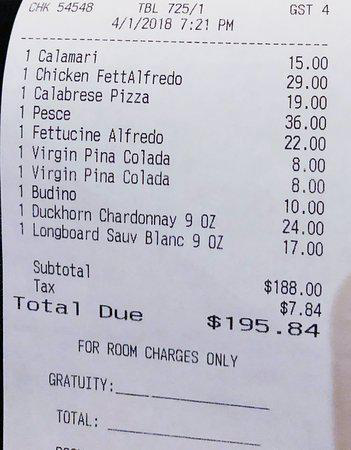 CHK 54548 TBL 725/1 GST 4
4/1/2018 7:21 PM
1 Calamari 15.00
1 Chicken FettAlfredo 29.00
1 Calabrese Pizza 19.00
1 Pesce 36.00
1 Fettucine Alfredo 22.00
1 Virgin Pina Colada 8.00
1 Virgin Pina Colada 8.00
1 Budino 10.00
1 Duckhorn Chardonnay 9 OZ 24.00
1 Longboard Sauv Blanc 9 OZ 17.00
Subtotal $188.00
Tax $7.84
Total Due $195.84
FOR ROOM CHARGES ONLY
GRATUITY:
TOTAL: